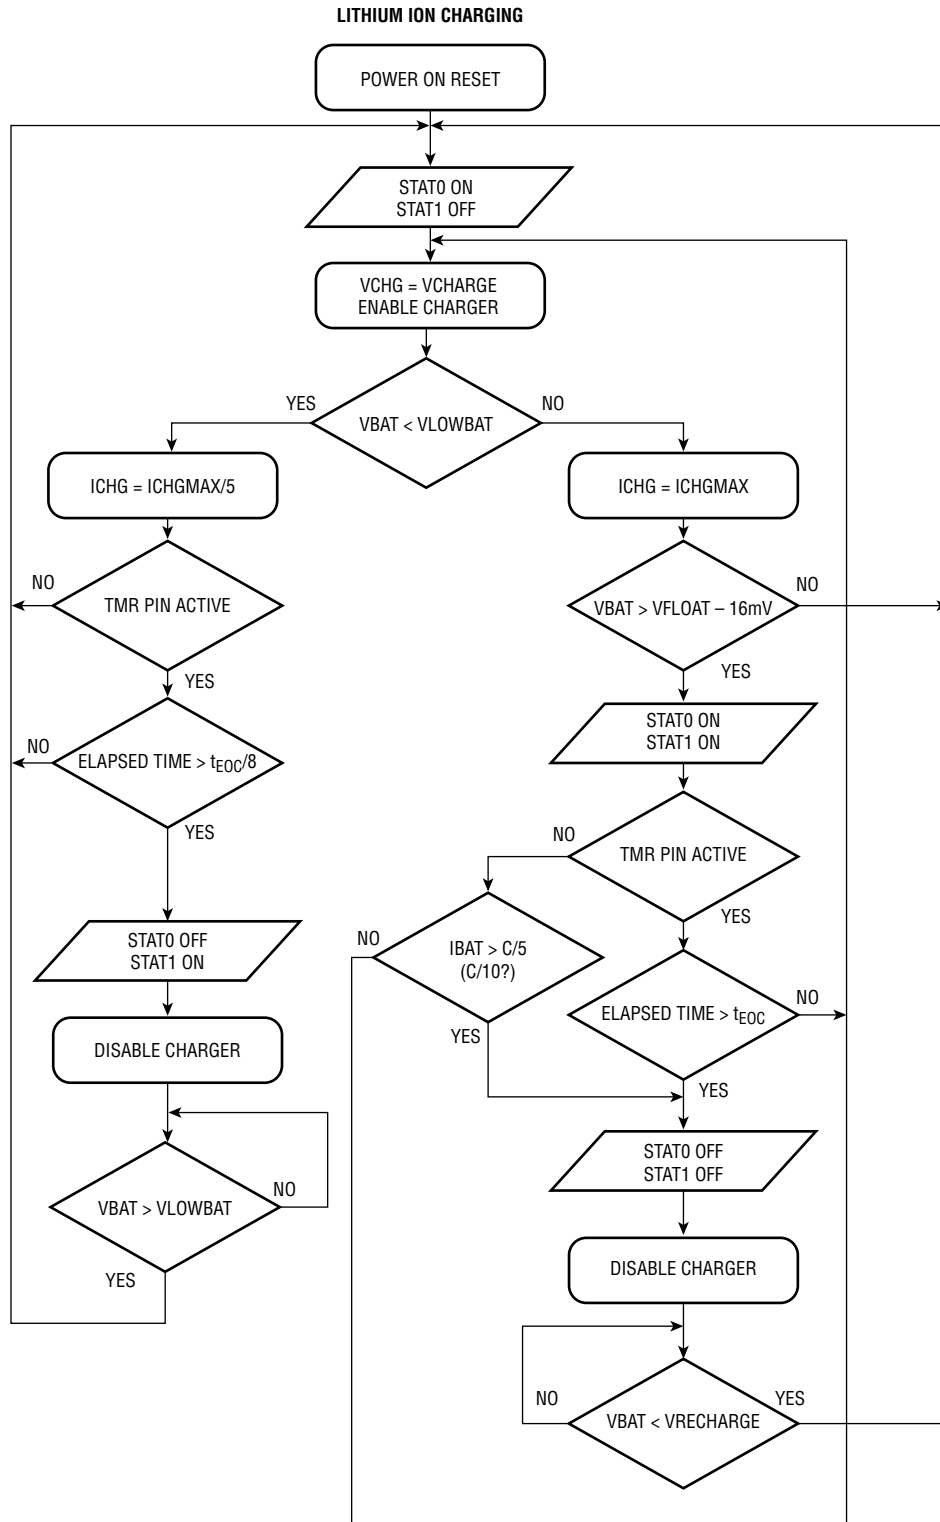 LITHIUM ION CHARGING
POWER ON RESET
STAT0 ON
STAT1 OFF
VCHG = VCHARGE
ENABLE CHARGER
YES
NO
VBAT < VLOWBAT
ICHG = ICHGMAX/5
ICHG = ICHGMAX
NO
TMR PIN ACTIVE
YES
VBAT > VFLOAT – 16mV
NO
YES
NO
ELAPSED TIME > tEOC/8
YES
STAT0 ON
STAT1 ON
NO
TMR PIN ACTIVE
YES
STAT0 OFF
STAT1 ON
NO
IBAT > C/5
(C/10?)
YES
ELAPSED TIME > tEOC
NO
YES
DISABLE CHARGER
VBAT > VLOWBAT
NO
YES
STAT0 OFF
STAT1 OFF
DISABLE CHARGER
NO
VBAT < VRECHARGE
YES